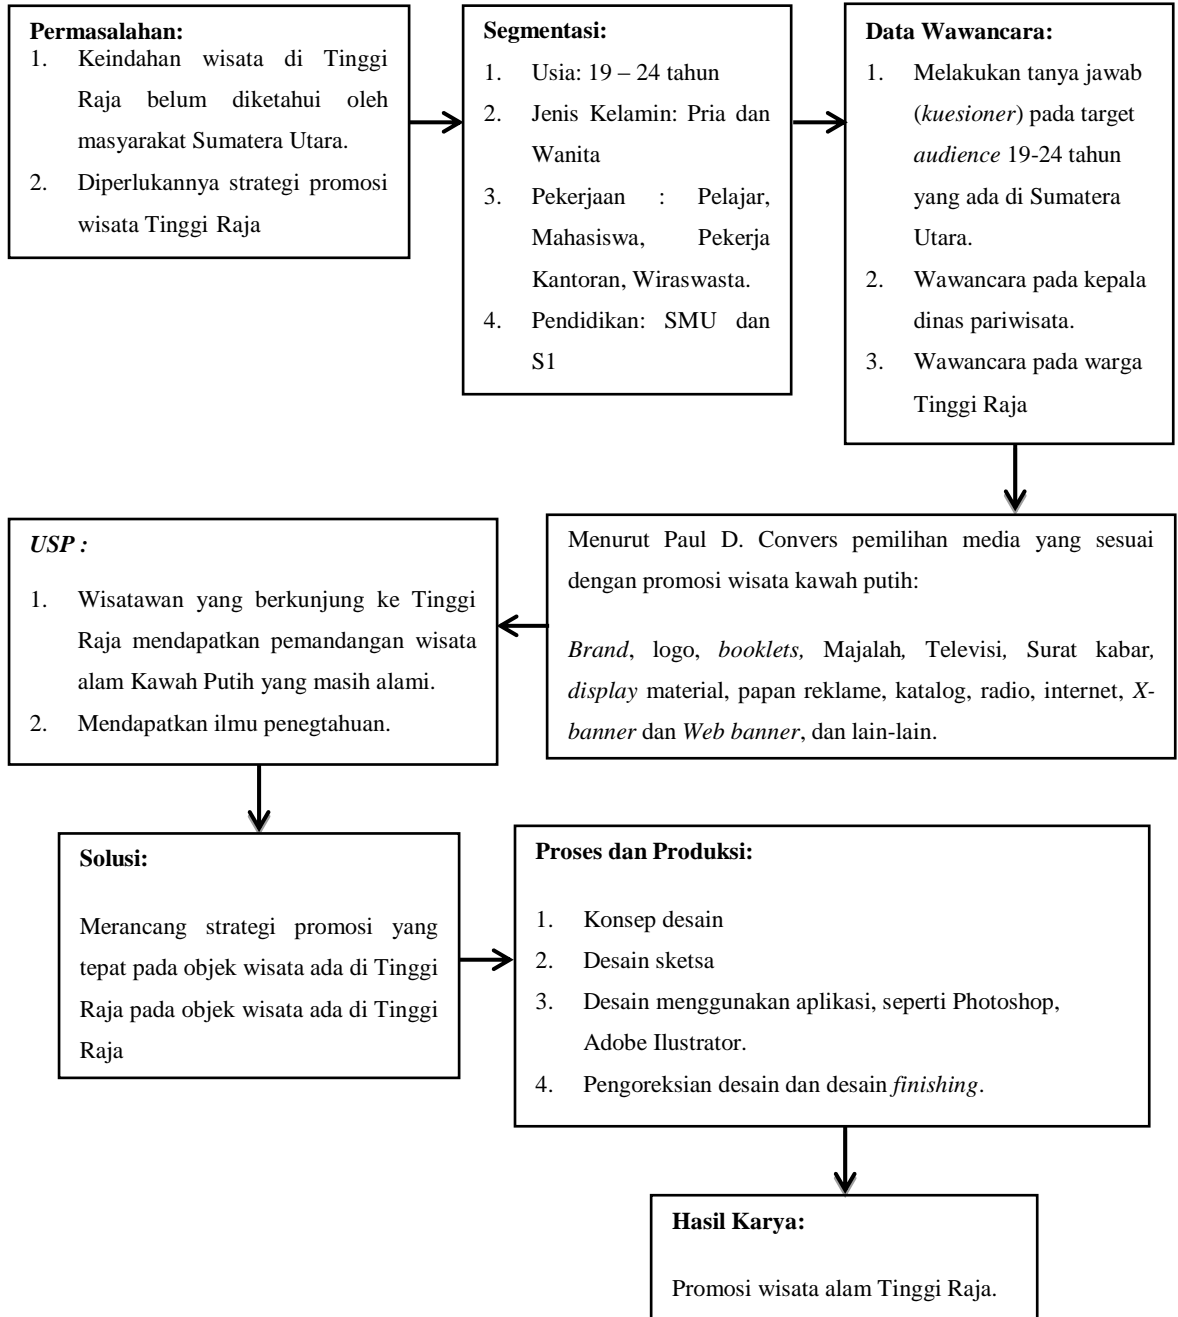 Permasalahan:
1. Keindahan wisata di Tinggi
Raja belum diketahui oleh
masyarakat Sumatera Utara.
2. Diperlukannya strategi promosi
wisata Tinggi Raja
Segmentasi:
1. Usia: 19 – 24 tahun
2. Jenis Kelamin: Pria dan
Wanita
3. Pekerjaan : Pelajar,
Mahasiswa, Pekerja
Kantoran, Wiraswasta.
4. Pendidikan: SMU dan
S1
Data Wawancara:
1. Melakukan tanya jawab
(kuesioner) pada target
audience 19-24 tahun
yang ada di Sumatera
Utara.
2. Wawancara pada kepala
dinas pariwisata.
3. Wawancara pada warga
Tinggi Raja
Menurut Paul D. Convers pemilihan media yang sesuai
dengan promosi wisata kawah putih:
Brand, logo, booklets, Majalah, Televisi, Surat kabar,
display material, papan reklame, katalog, radio, internet, X-
banner dan Web banner, dan lain-lain.
USP :
1. Wisatawan yang berkunjung ke Tinggi
Raja mendapatkan pemandangan wisata
alam Kawah Putih yang masih alami.
2. Mendapatkan ilmu penegtahuan.
Solusi:
Merancang strategi promosi yang
tepat pada objek wisata ada di Tinggi
Raja pada objek wisata ada di Tinggi
Raja
Proses dan Produksi:
1. Konsep desain
2. Desain sketsa
3. Desain menggunakan aplikasi, seperti Photoshop,
Adobe Ilustrator.
4. Pengoreksian desain dan desain finishing.
Hasil Karya:
Promosi wisata alam Tinggi Raja.